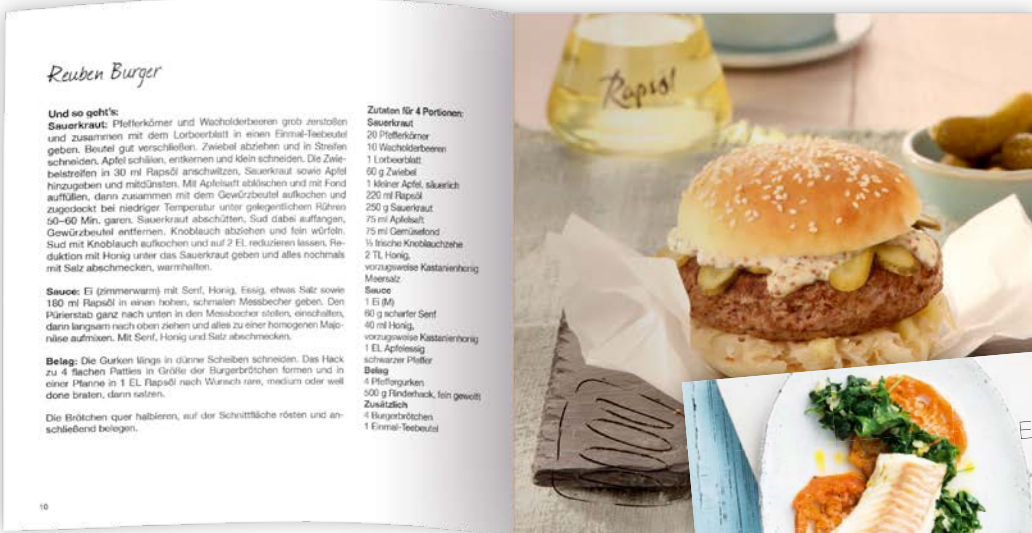 Reuben Burger
Und so geht's:
Sauerkraut: Pfefferkörner und Wacholderbeeren grob zerstoßen
und zusammen mit dem Lorbeerblatt in einen Einmal-Teebeutel
geben. Beutel gut verschließen. Zwiebel abziehen und in Streifen
schneiden. Apfel schälen, entkernen und klein schneiden. Die Zwie-
belstreifen in 30 ml Rapsöl anschwitzen, Sauerkraut sowie Apfel
hinzugeben und mitdünsten. Mit Apfelsaft ablöschen und mit Fond
auffüllen, dann zusammen mit dem Gewürzbeutel aufkochen und
zugedeckt bei niedriger Temperatur unter gelegentlichem Rühren
50–60 Min. garen. Sauerkraut abschütten, Sud dabei auffangen,
Gewürzbeutel entfernen. Knoblauch abziehen und fein würfeln.
Sud mit Knoblauch aufkochen und auf 2 EL reduzieren lassen. Re-
duktion mit Honig unter das Sauerkraut geben und alles nochmals
mit Salz abschmecken, warmhalten.
Sauce: Ei (zimmerwarm) mit Senf, Honig, Essig, etwas Salz sowie
180 ml Rapsöl in einen hohen, schmalen Messbecher geben. Den
Pürierstab ganz nach unten in den Messbecher stellen, einschalten,
dann langsam nach oben ziehen und alles zu einer homogenen Majo-
näse aufmixen. Mit Senf, Honig und Salz abschmecken.
Belag: Die Gurken längs in dünne Scheiben schneiden. Das Hack
zu 4 flachen Patties in Größe der Burgerbrötchen formen und in
einer Pfanne in 1 EL Rapsöl nach Wunsch rare, medium oder well
done braten, dann salzen.
Die Brötchen quer halbieren, auf der Schnittfläche rösten und an-
schließend belegen.
10
Zutaten für 4 Portionen:
Sauerkraut
20 Pfefferkörner
10 Wacholderbeeren
1 Lorbeerblatt
60 g Zwiebel
1 kleiner Apfel, säuerlich
220 ml Rapsöl
250 g Sauerkraut
75 ml Apfelsaft
75 ml Gemüsefond
½ frische Knoblauchzehe
2 TL Honig,
vorzugsweise Kastanienhonig
Meersalz
Sauce
1 Ei (M)
60 g scharfer Senf
40 ml Honig,
vorzugsweise Kastanienhonig
1 EL Apfelessig
schwarzer Pfeffer
Belag
4 Pfeffergurken
500 g Rinderhack, fein gewolft
Zusätzlich
4 Burgerbrötchen
1 Einmal-Teebeutel
Rapsöl
E